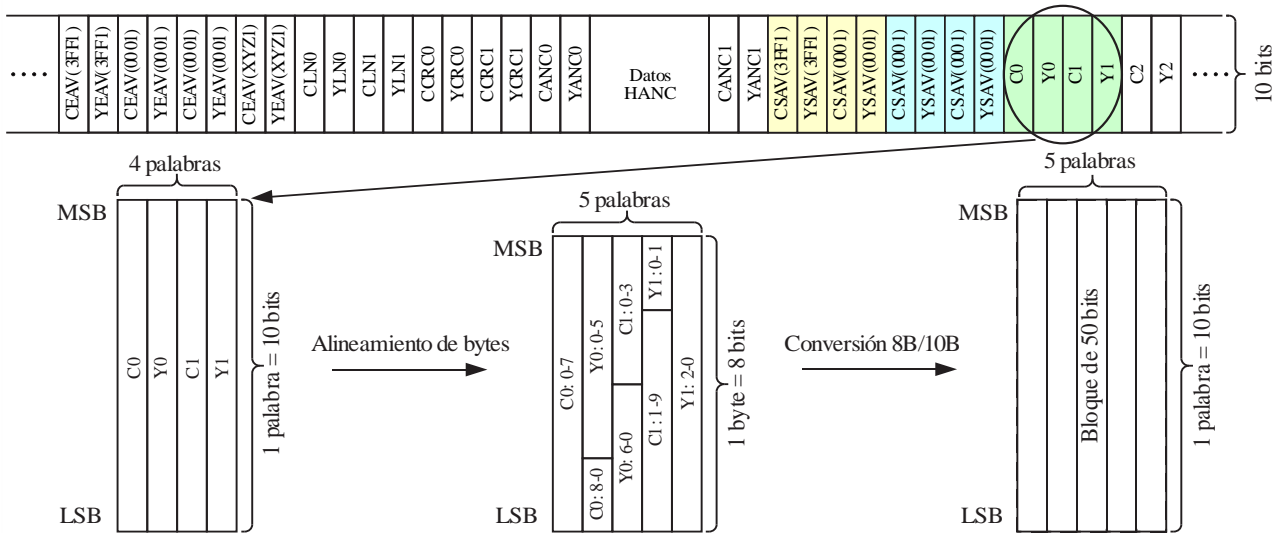 ....
CEAV(3FF1)
YEAV(3FF1)
CEAV(0001)
YEAV(0001)
CEAV(0001)
YEAV(0001)
CEAV(XYZ1)
YEAV(XYZ1)
CLN0
YLN0
CLN1
YLN1
CCRC0
YCRC0
CCRC1
YCRC1
CANC0
YANC0
Datos
HANC
CANC1
YANC1
CSAV(3FF1)
YSAV(3FF1)
CSAV(0001)
YSAV(0001)
CSAV(0001)
YSAV(0001)
CSAV(0001)
YSAV(0001)
C0
Y0
C1
Y1
C2
Y2
....
10 bits
4 palabras
MSB
LSB
C0
Y0
C1
Y1
1 palabra = 10 bits
Alineamiento de bytes
5 palabras
MSB
LSB
C0: 0-7
Y0: 0-5
C0: 8-0
C1: 0-3
Y0: 6-0
Y1: 0-1
C1: 1-9
Y1: 2-0
1 byte = 8 bits
Conversión 8B/10B
5 palabras
MSB
LSB
Bloque de 50 bits
1 palabra = 10 bits